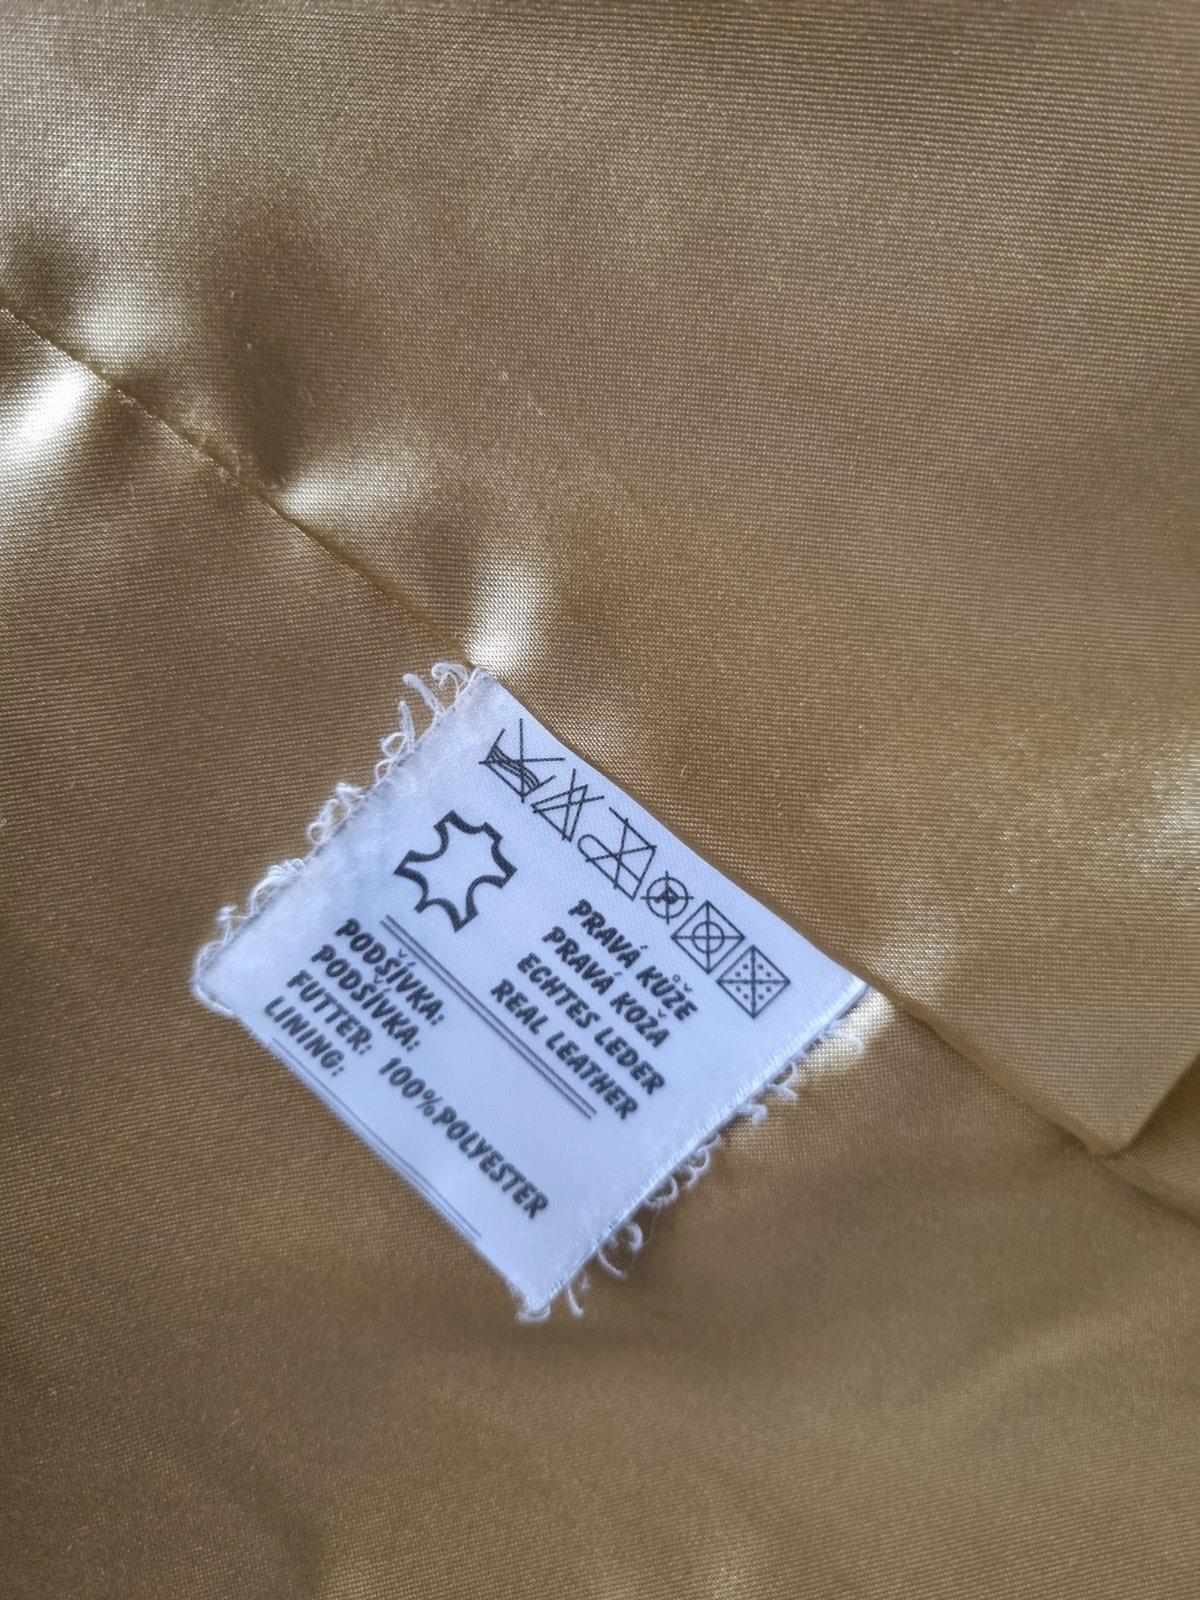 P
PRAVÁ KŮŽE
PRAVÁ KOŽA
ECHTES LEDER
REAL LEATHER
PODŠÍVKA:
PODŠÍVKA:
FUTTER: 100% POLYESTER
LINING: